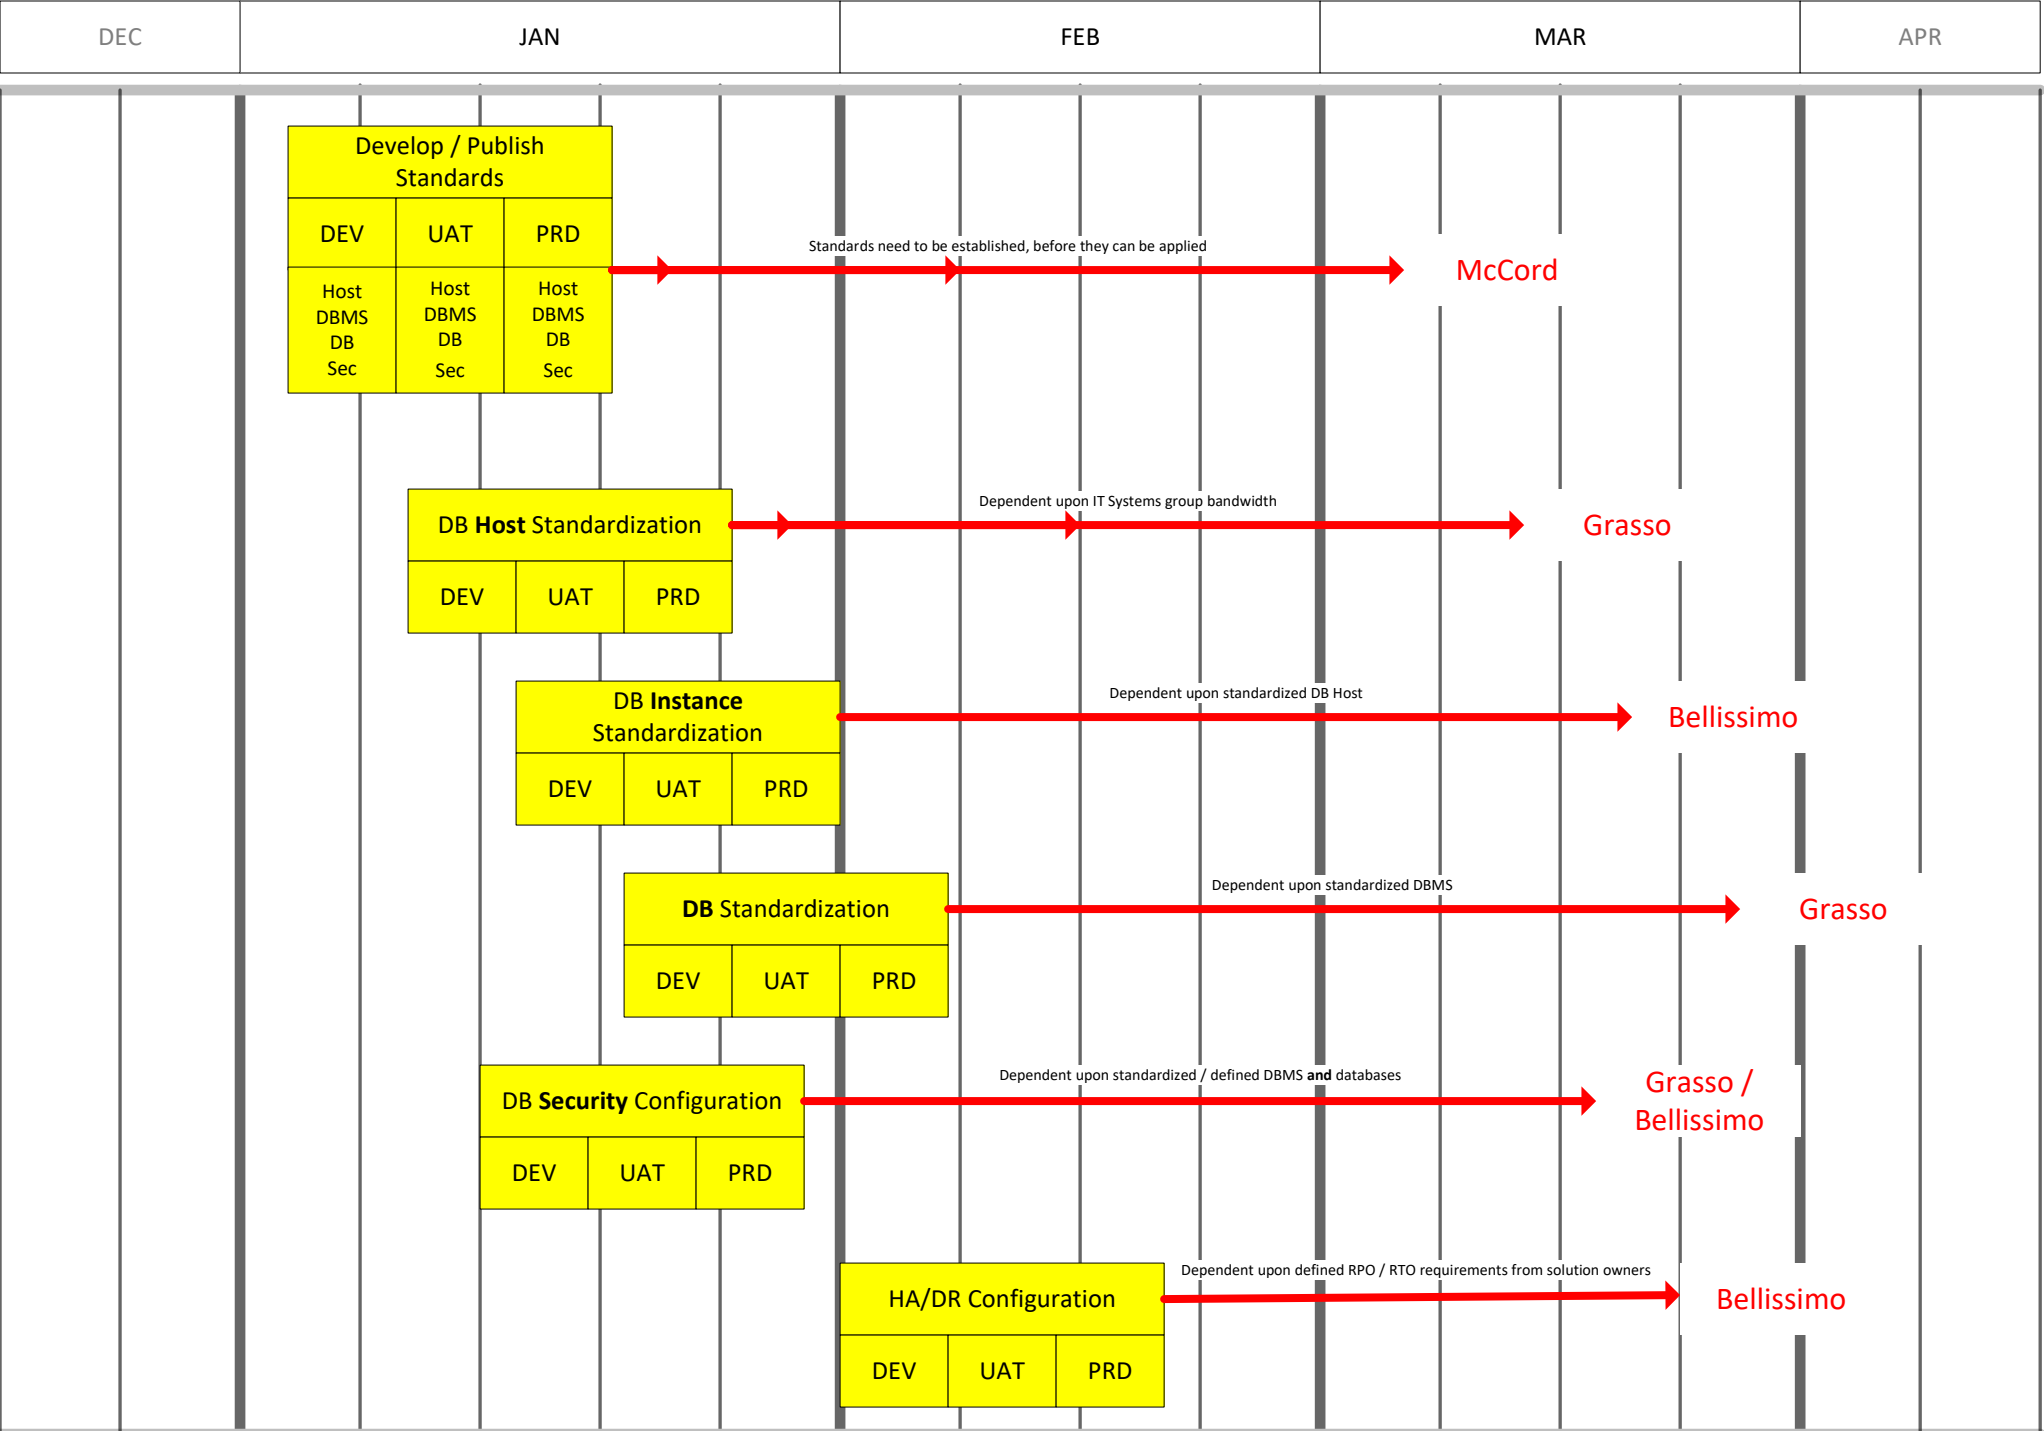 DEC JAN FEB MAR APR
Develop / Publish
Standards
DEV UAT PRD
Host
DBMS
DB
Sec
Host
DBMS
DB
Sec
Host
DBMS
DB
Sec
Standards need to be established, before they can be applied
McCord
DB Host Standardization
DEV UAT PRD
Dependent upon IT Systems group bandwidth
Grasso
DB Instance
Standardization
DEV UAT PRD
Dependent upon standardized DB Host
Bellissimo
DB Standardization
DEV UAT PRD
Dependent upon standardized DBMS
Grasso
DB Security Configuration
DEV UAT PRD
Dependent upon standardized / defined DBMS and databases
Grasso /
Bellissimo
HA/DR Configuration
DEV UAT PRD
Dependent upon defined RPO / RTO requirements from solution owners
Bellissimo